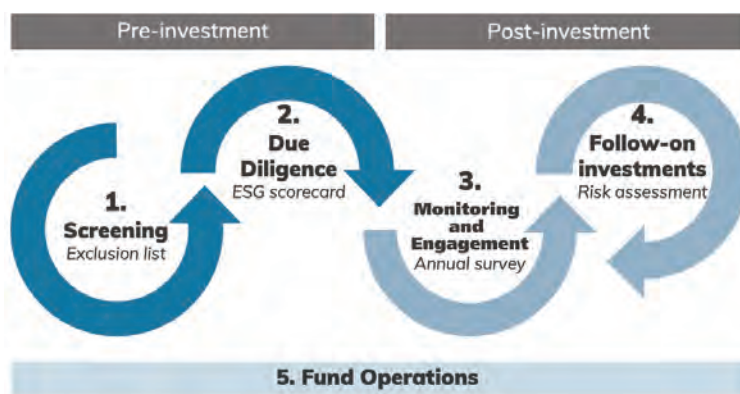 Pre-investment
Post-investment
1.
Screening
Exclusion list
2.
Due
Diligence
ESG scorecard
3.
Monitoring
and
Engagement
Annual survey
4.
Follow-on
investments
Risk assessment
5. Fund Operations